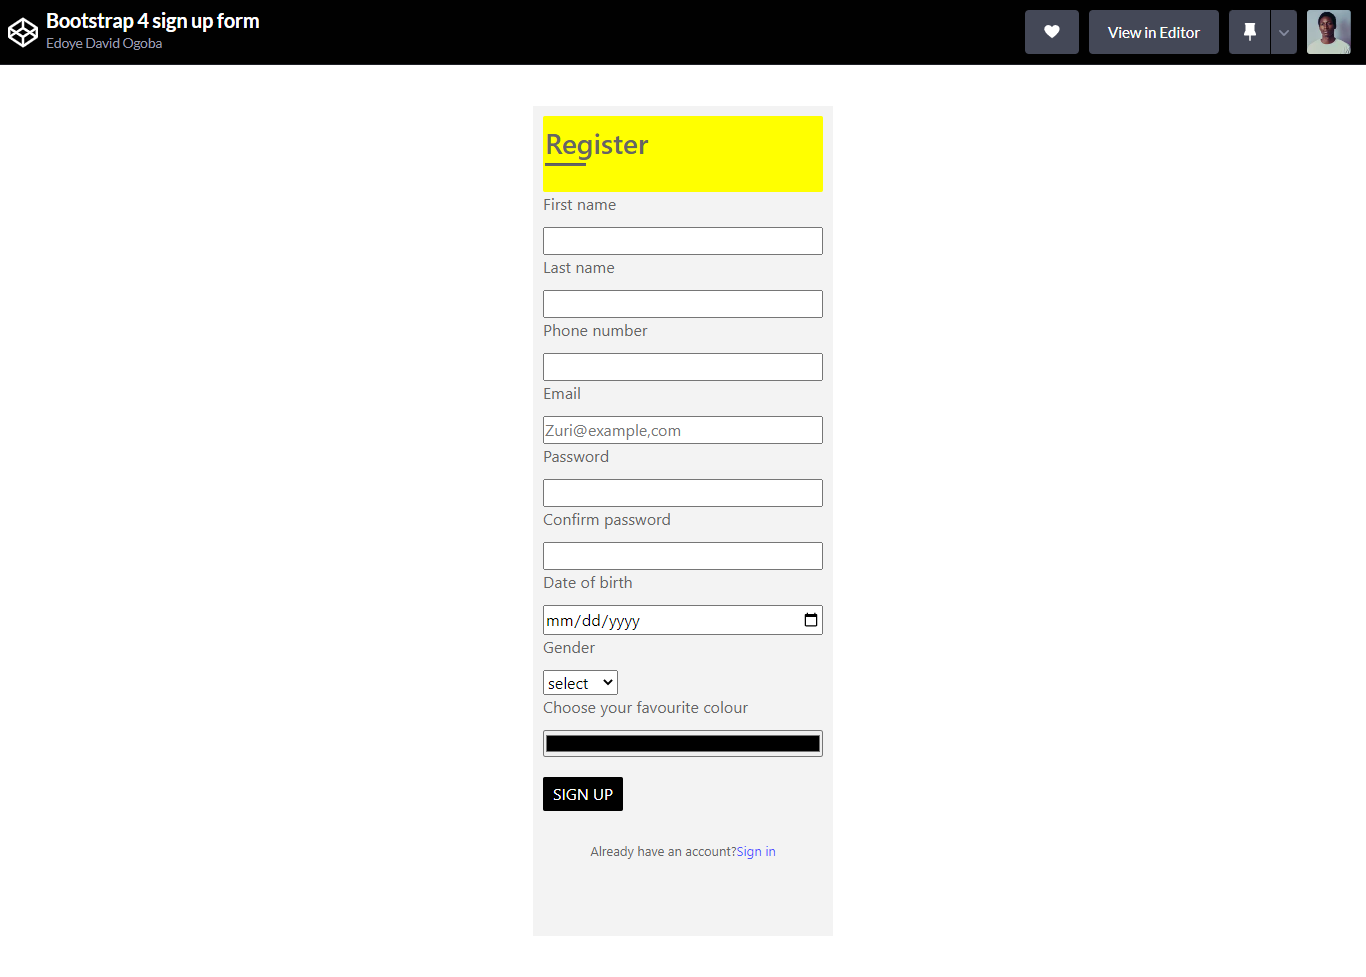 Bootstrap 4 sign up form
Edoye David Ogoba
View in Editor
Register
First name
Last name
Phone number
Email
Zuri@example,com
Password
Confirm password
Date of birth
mm/dd/yyyy
Gender
select
Choose your favourite colour
SIGN UP
Already have an account?Sign in